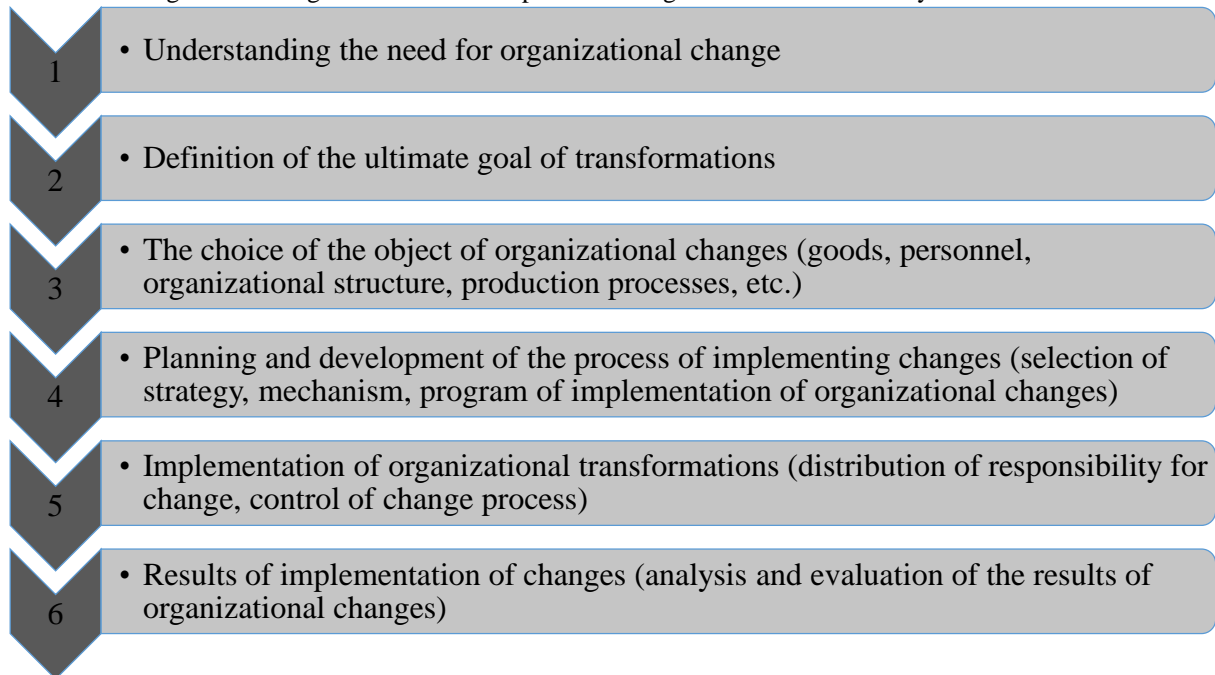 1
• Understanding the need for organizational change
2
• Definition of the ultimate goal of transformations
3
• The choice of the object of organizational changes (goods, personnel,
organizational structure, production processes, etc.)
4
• Planning and development of the process of implementing changes (selection of
strategy, mechanism, program of implementation of organizational changes)
5
• Implementation of organizational transformations (distribution of responsibility for
change, control of change process)
6
• Results of implementation of changes (analysis and evaluation of the results of
organizational changes)